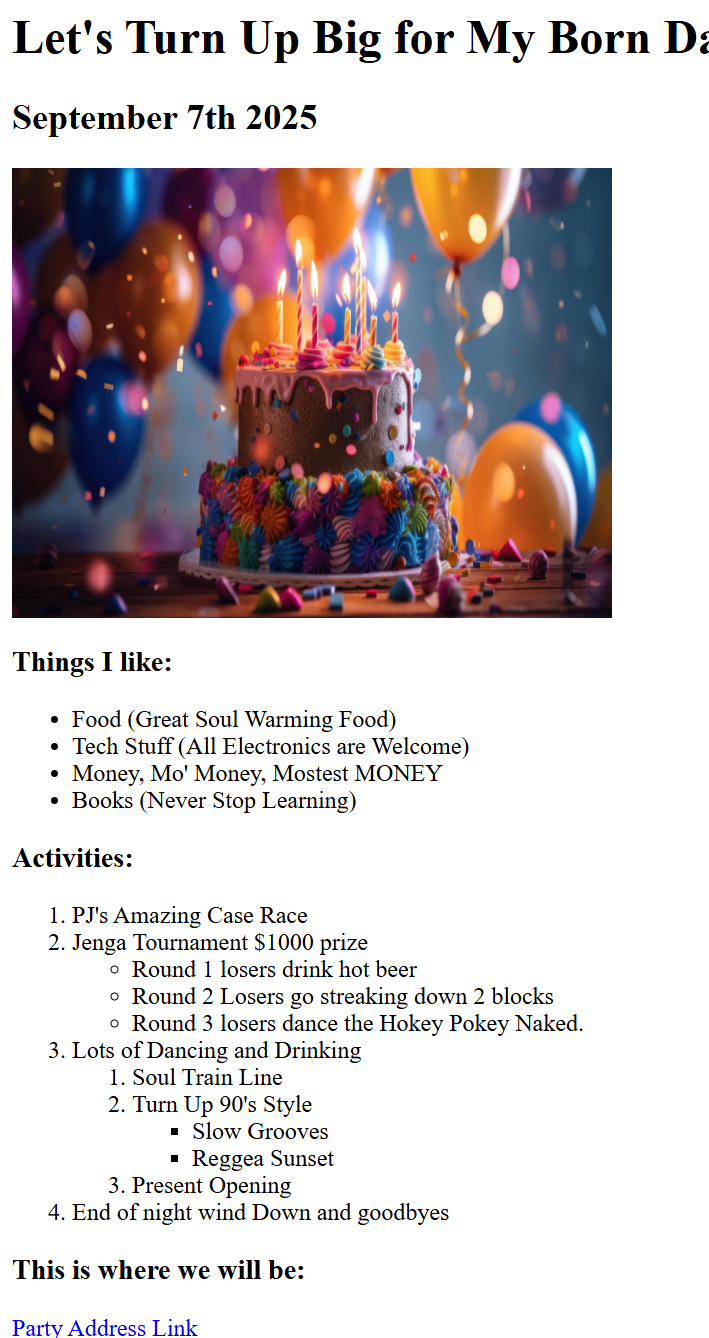 Let's Turn Up Big for My Born Da
September 7th 2025
Things I like:
• Food (Great Soul Warming Food)
• Tech Stuff (All Electronics are Welcome)
• Money, Mo' Money, Mostest MONEY
• Books (Never Stop Learning)
Activities:
1. PJ's Amazing Case Race
2. Jenga Tournament $1000 prize
○ Round 1 losers drink hot beer
○ Round 2 Losers go streaking down 2 blocks
○ Round 3 losers dance the Hokey Pokey Naked.
3. Lots of Dancing and Drinking
1. Soul Train Line
2. Turn Up 90's Style
▪ Slow Grooves
▪ Reggea Sunset
3. Present Opening
4. End of night wind Down and goodbyes
This is where we will be:
Party Address Link